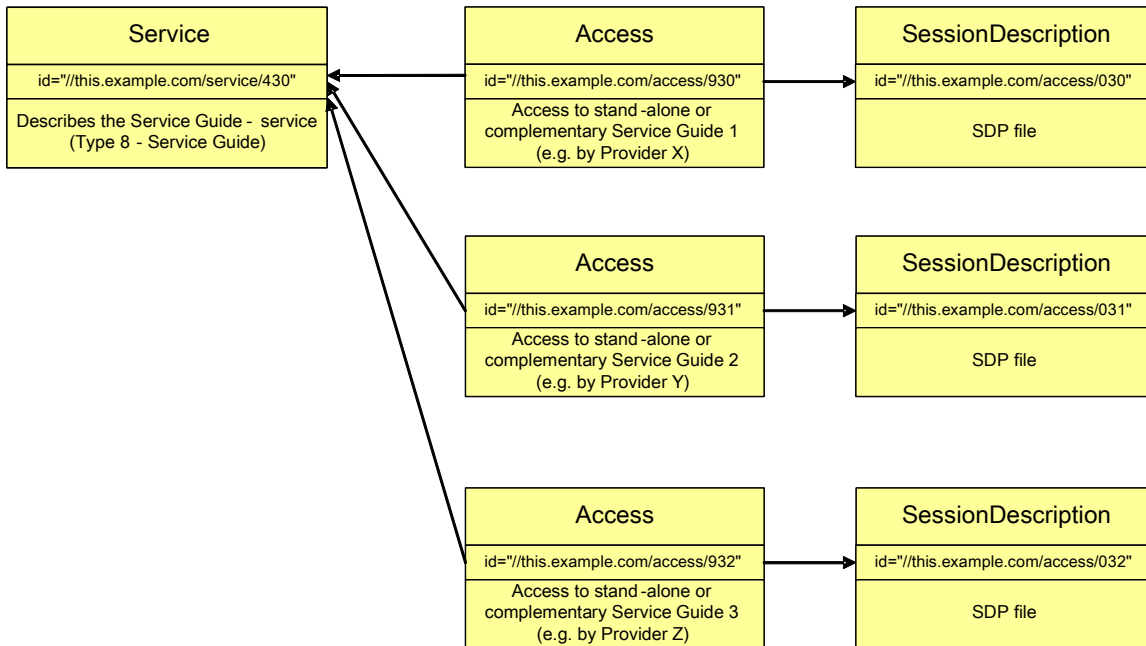 Service
id="//this.example.com/service/430"
Describes the Service Guide - service
(Type 8 - Service Guide)
Access
id="//this.example.com/access/930"
Access to stand-alone or
complementary Service Guide 1
(e.g. by Provider X)
SessionDescription
id="//this.example.com/access/030"
SDP file
Access
id="//this.example.com/access/931"
Access to stand-alone or
complementary Service Guide 2
(e.g. by Provider Y)
SessionDescription
id="//this.example.com/access/031"
SDP file
Access
id="//this.example.com/access/932"
Access to stand-alone or
complementary Service Guide 3
(e.g. by Provider Z)
SessionDescription
id="//this.example.com/access/032"
SDP file